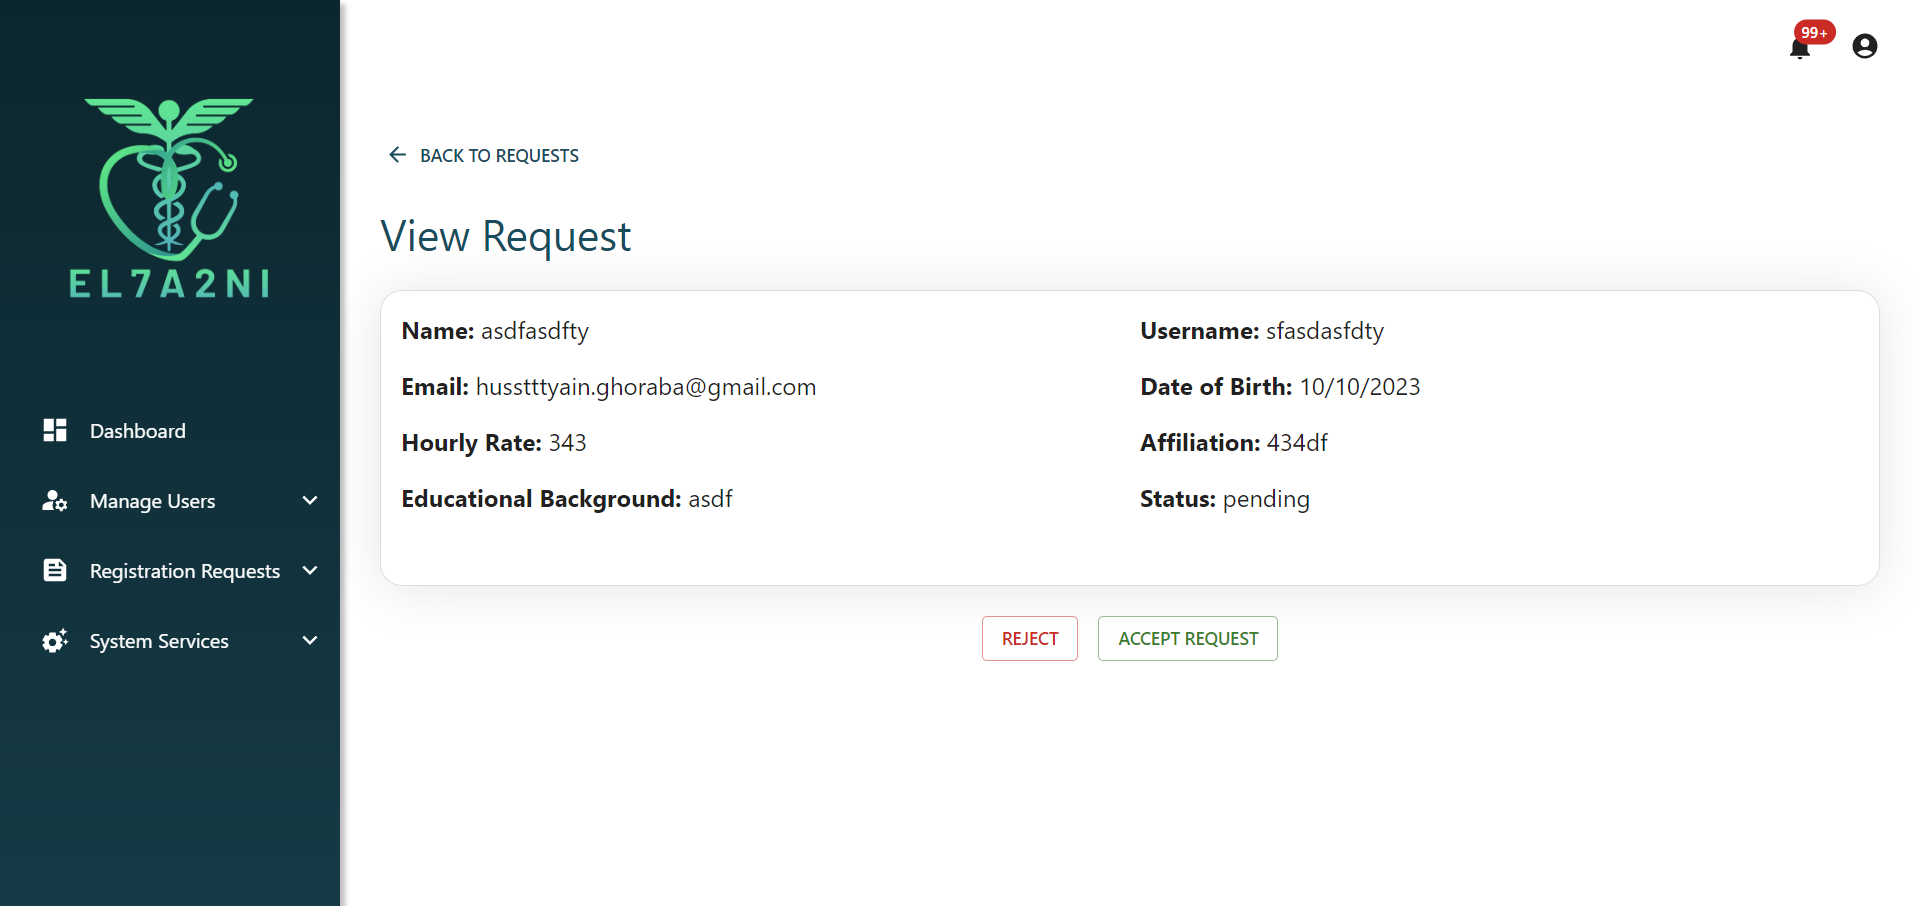 99+
EL7A2NI
Dashboard
Manage Users
Registration Requests
System Services
BACK TO REQUESTS
View Request
Name: asdfasdfty
Username: sfasdasfdty
Email: husstttyain.ghoraba@gmail.com
Date of Birth: 10/10/2023
Hourly Rate: 343
Affiliation: 434df
Educational Background: asdf
Status: pending
REJECT
ACCEPT REQUEST